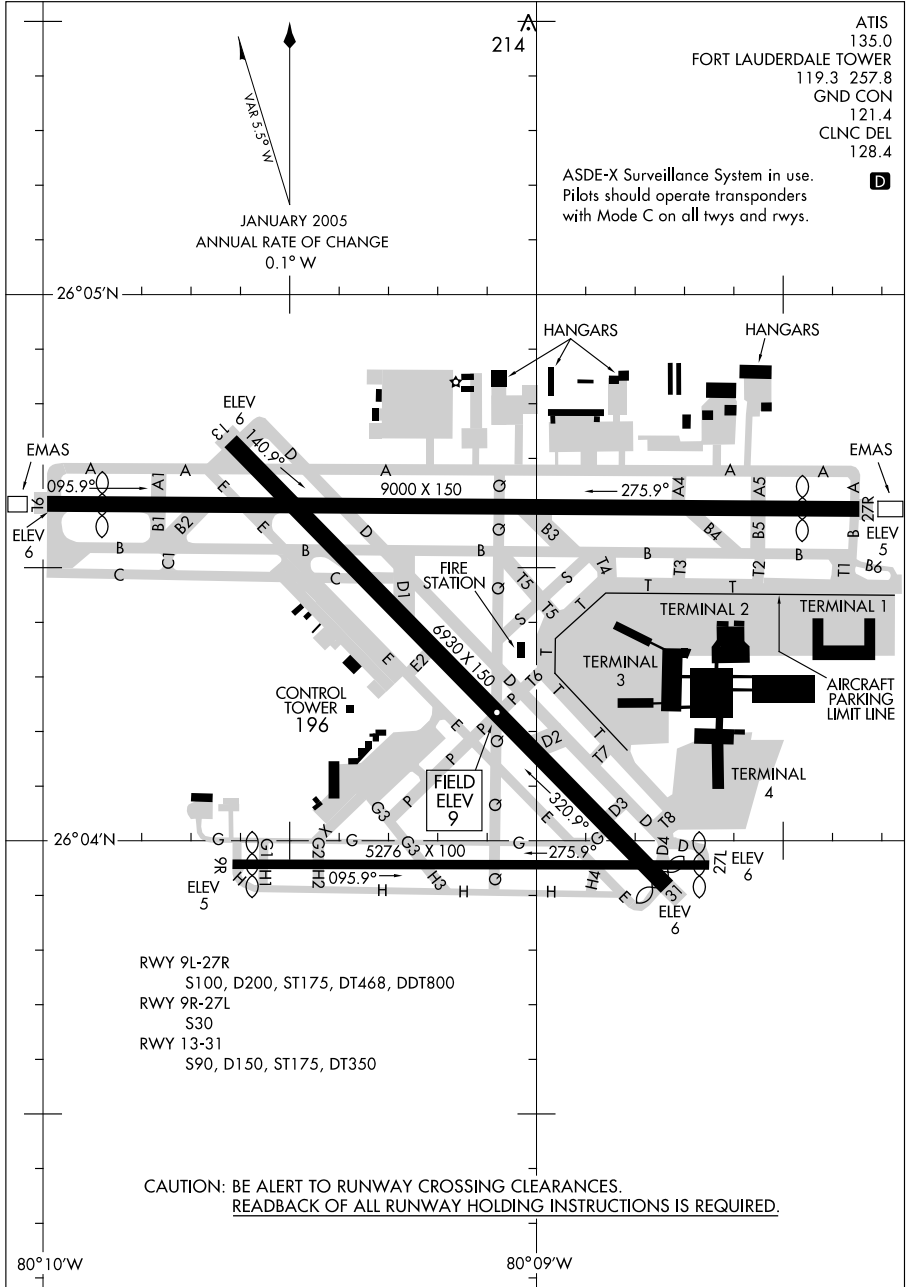 214
ATIS
135.0
FORT LAUDERDALE TOWER
119.3 257.8
GND CON
121.4
CLNC DEL
128.4
D
ASDE-X Surveillance System in use.
Pilots should operate transponders
with Mode C on all twys and rwys.
VAR 5.5° W
JANUARY 2005
ANNUAL RATE OF CHANGE
0.1° W
26°05'N
HANGARS
HANGARS
ELEV
6
13
140.9°
D
EMAS
EMAS
A
A
A
A
A
095.9°
A1
E
9000 X 150
Q
275.9°
A4
A5
A
9L
27R
ELEV
6
B1
B2
E
D
Q
B3
B4
B5
B
ELEV
5
B
C1
B
B
B
B
C
C
D1
FIRE
STATION
Q
T5
S
T4
T3
T2
T1
B6
T
T
S
T5
T
6930 X 150
TERMINAL 2
TERMINAL 1
E
E2
T
TERMINAL
3
D
T6
P
T
AIRCRAFT
PARKING
LIMIT LINE
CONTROL
TOWER
196
E
P
Q
D2
T
T7
P
TERMINAL
4
FIELD
ELEV
9
320.9°
G3
P
Q
E
D3
D
T8
26°04'N
G
G1
G2
X
G
G3
G
G
D4
D
9R
5276 X 100
275.9°
27L
ELEV
6
ELEV
5
H
H1
H2
095.9°
H
H3
H
Q
H
H4
E
31
ELEV
6
RWY 9L-27R
S100, D200, ST175, DT468, DDT800
RWY 9R-27L
S30
RWY 13-31
S90, D150, ST175, DT350
CAUTION: BE ALERT TO RUNWAY CROSSING CLEARANCES.
READBACK OF ALL RUNWAY HOLDING INSTRUCTIONS IS REQUIRED.
80°10'W
80°09'W